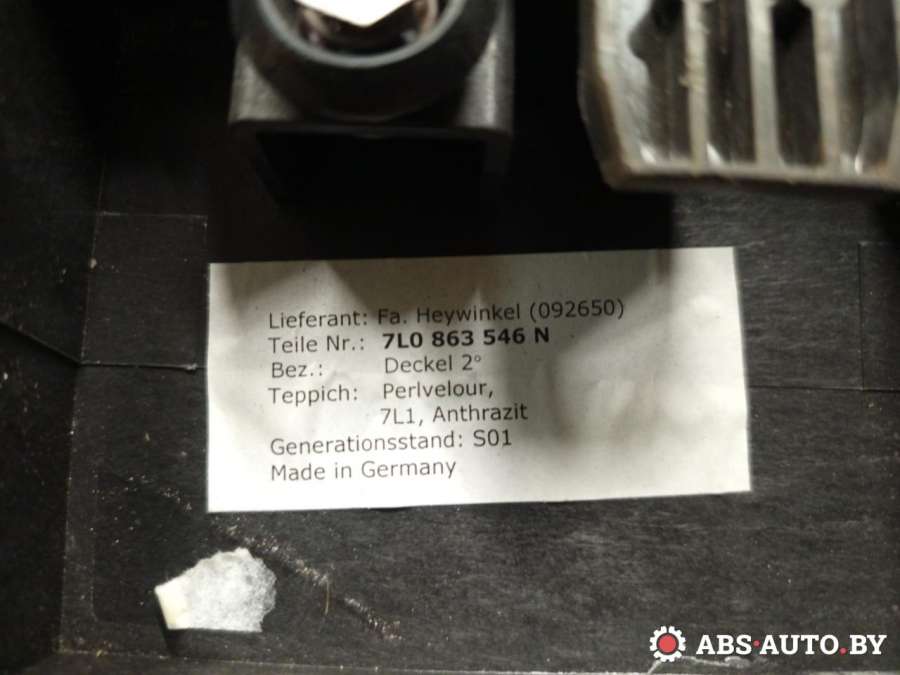 Lieferant: Fa. Heywinkel (092650)
Teile Nr.: 7L0 863 546 N
Bez.: Deckel 2°
Teppich: Perlvelour,
7L1, Anthrazit
Generationsstand: S01
Made in Germany
ABS·AUTO.BY